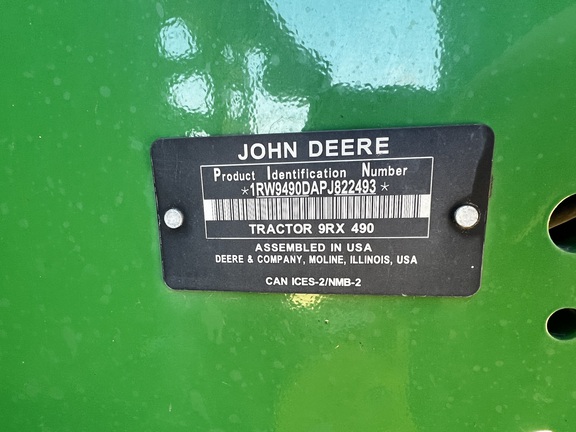 JOHN DEERE
Product Identification Number
*1RW9490DAPJ822493*
TRACTOR 9RX 490
ASSEMBLED IN USA
DEERE & COMPANY, MOLINE, ILLINOIS, USA
CAN ICES-2/NMB-2